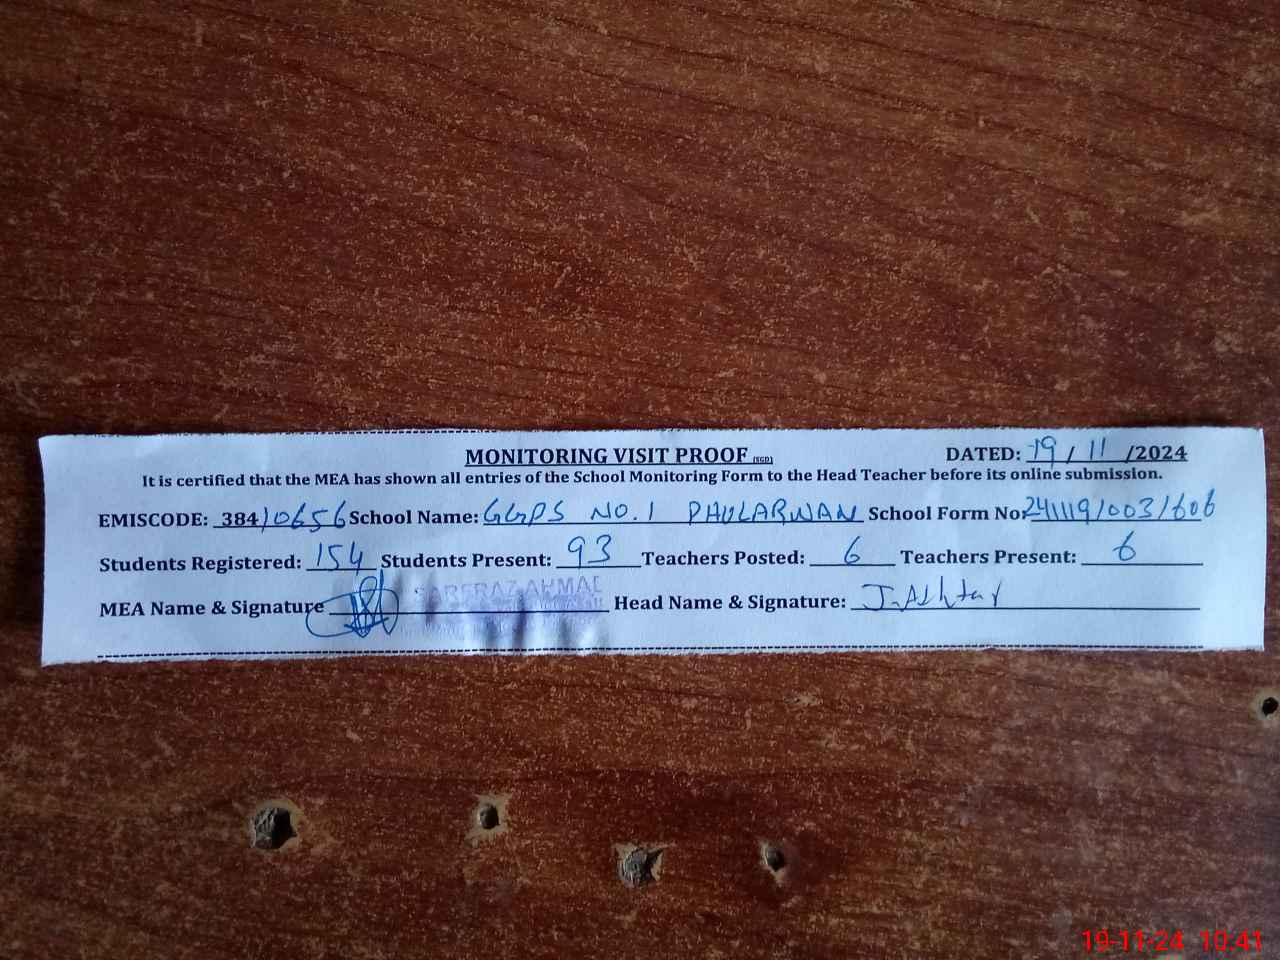 MONITORING VISIT PROOF (SGD) DATED: 19 / 11 /2024
It is certified that the MEA has shown all entries of the School Monitoring Form to the Head Teacher before its online submission.
EMISCODE: 38410656 School Name: GGPS NO.1 PHULARWAN School Form No: 241119/003/606
Students Registered: 154 Students Present: 93 Teachers Posted: 6 Teachers Present: 6
MEA Name & Signature SARFRAZ AHMAD Head Name & Signature: J.Akhtar
19-11-24 10:41